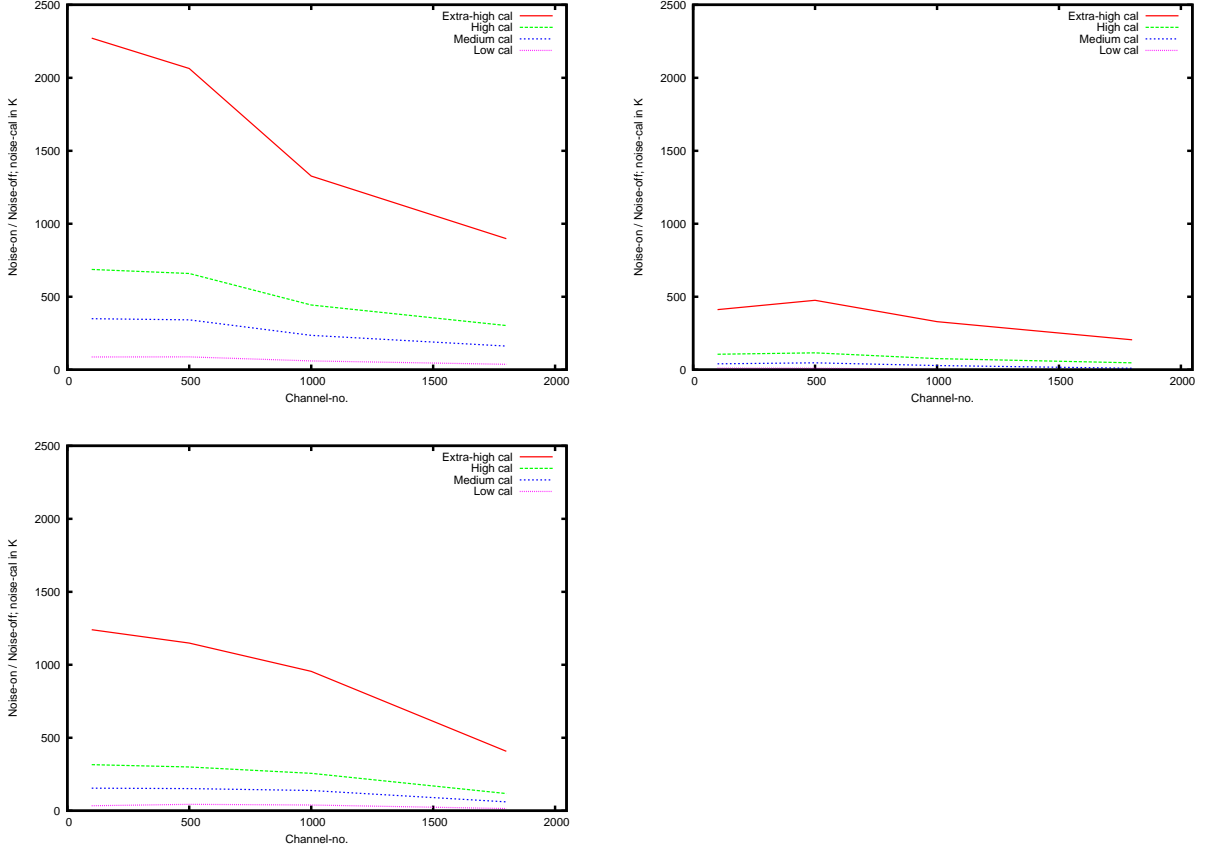 2500
2000
1500
1000
500
0
Noise-on / Noise-off; noise-cal in K
Extra-high cal
High cal
Medium cal
Low cal
0 500 1000 1500 2000
Channel-no.
2500
2000
1500
1000
500
0
Noise-on / Noise-off; noise-cal in K
Extra-high cal
High cal
Medium cal
Low cal
0 500 1000 1500 2000
Channel-no.
2500
2000
1500
1000
500
0
Noise-on / Noise-off; noise-cal in K
Extra-high cal
High cal
Medium cal
Low cal
0 500 1000 1500 2000
Channel-no.